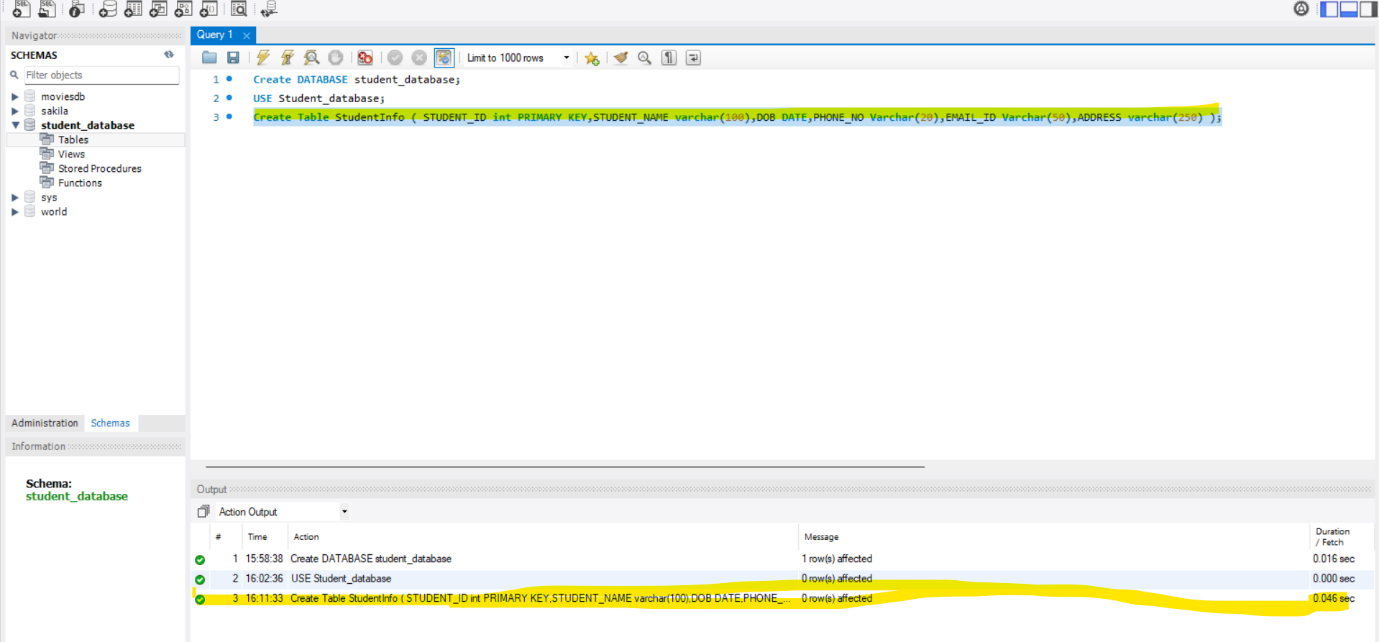 Navigator
SCHEMAS
Filter objects
moviesdb
sakila
student_database
Tables
Views
Stored Procedures
Functions
sys
world
Administration Schemas
Information
Schema:
student_database
Query 1
Limit to 1000 rows
1 Create DATABASE student_database;
2 USE Student_database;
3 Create Table StudentInfo ( STUDENT_ID int PRIMARY KEY,STUDENT_NAME varchar(100),DOB DATE,PHONE_NO Varchar(20),EMAIL_ID Varchar(50),ADDRESS varchar(250) );
Output
Action Output
# Time Action Message Duration / Fetch
1 15:58:38 Create DATABASE student_database 1 row(s) affected 0.016 sec
2 16:02:36 USE Student_database 0 row(s) affected 0.000 sec
3 16:11:33 Create Table StudentInfo ( STUDENT_ID int PRIMARY KEY,STUDENT_NAME varchar(100),DOB DATE,PHONE_... 0 row(s) affected 0.046 sec